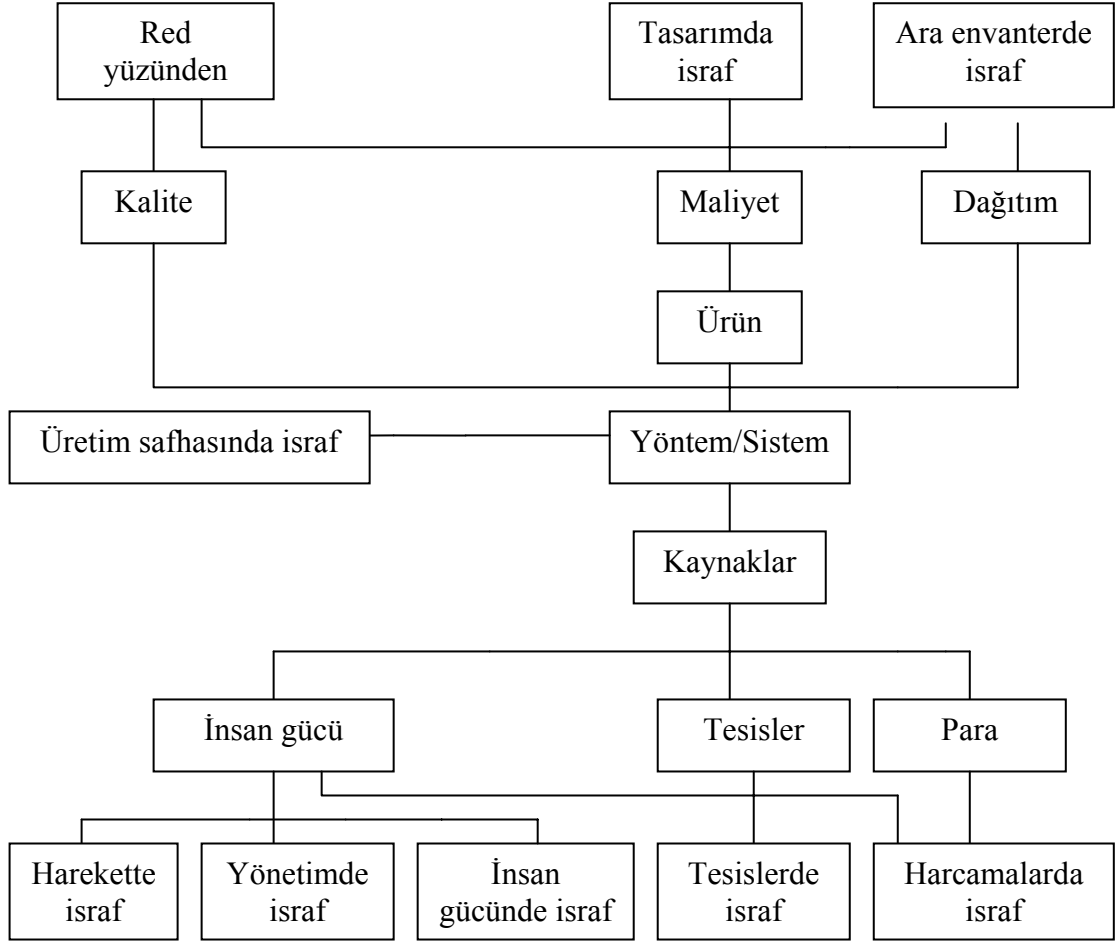 Red
yüzünden
Tasarımda
israf
Ara envanterde
israf
Kalite
Maliyet
Dağıtım
Ürün
Üretim safhasında israf
Yöntem/Sistem
Kaynaklar
İnsan gücü
Tesisler
Para
Harekette
israf
Yönetimde
israf
İnsan
gücünde israf
Tesislerde
israf
Harcamalarda
israf